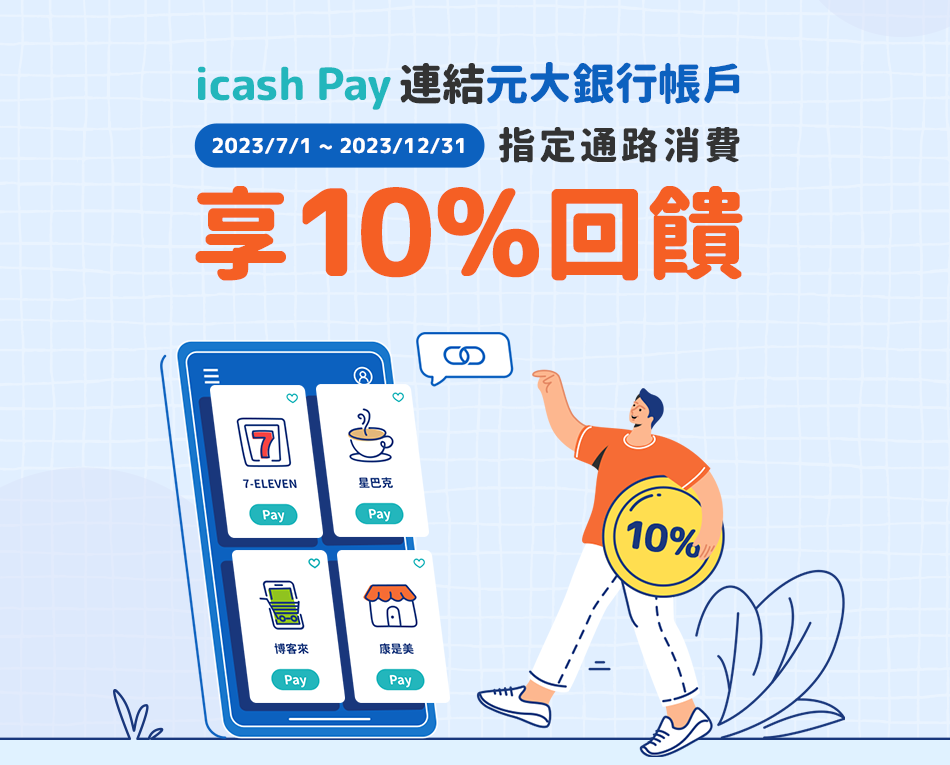 icash Pay 連結元大銀行帳戶
2023/7/1 ~ 2023/12/31 指定通路消費
享10%回饋
7
7-ELEVEN
Pay
星巴克
Pay
博客來
Pay
康是美
Pay
10%